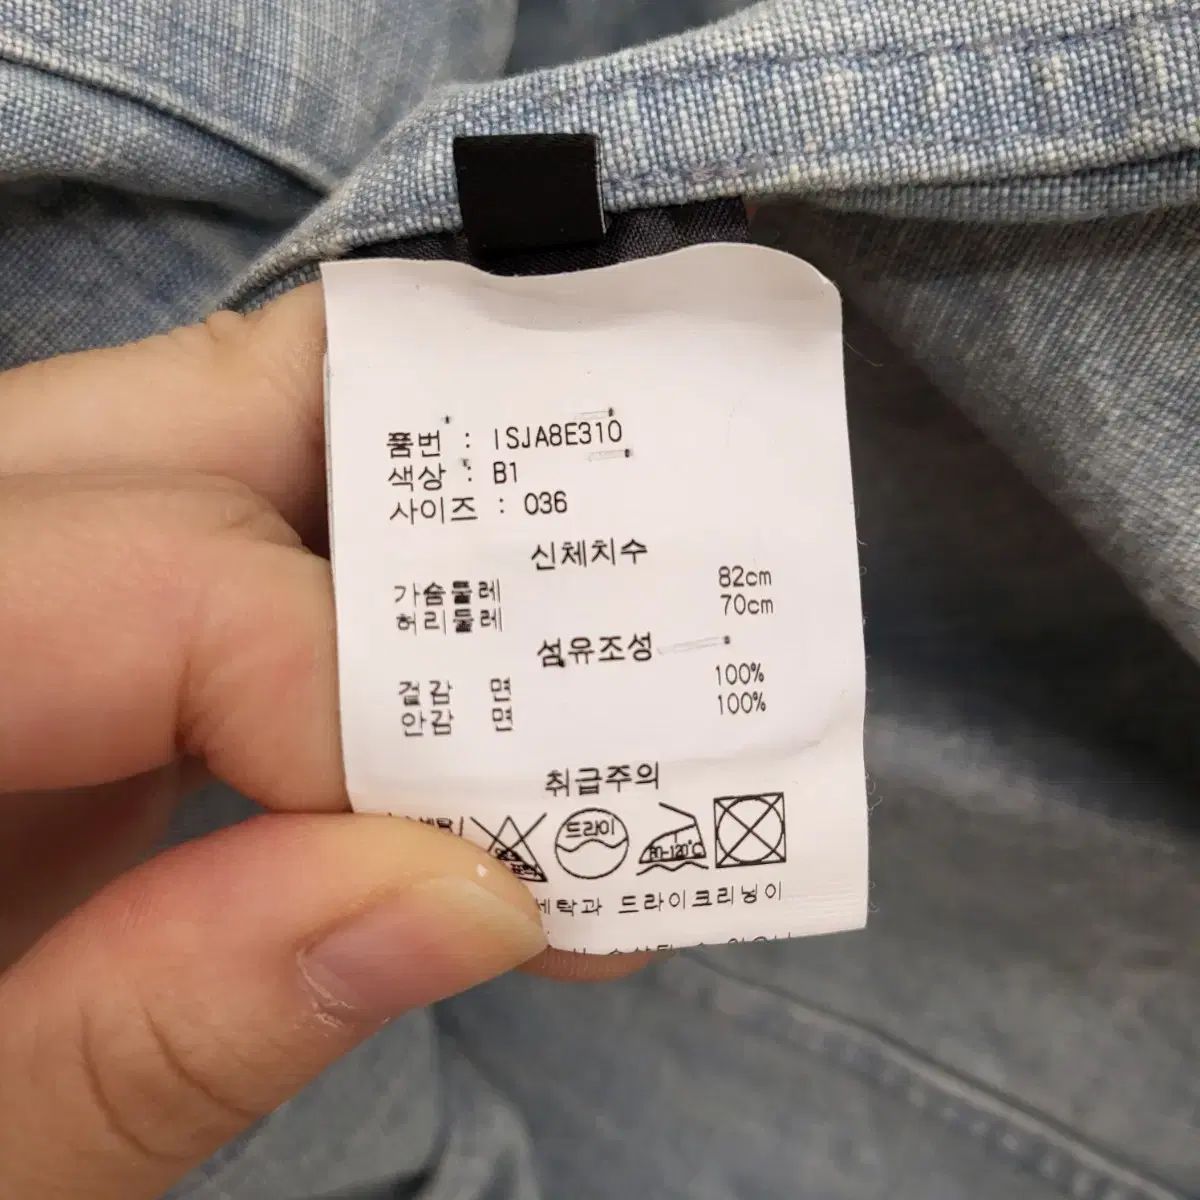 품번 : ISJA8E310
색상 : B1
사이즈 : 036
신체치수
가슴둘레 82cm
허리둘레 70cm
섬유조성
겉감 면 100%
안감 면 100%
취급주의
드라이
80-120℃
세탁과 드라이크리닝이